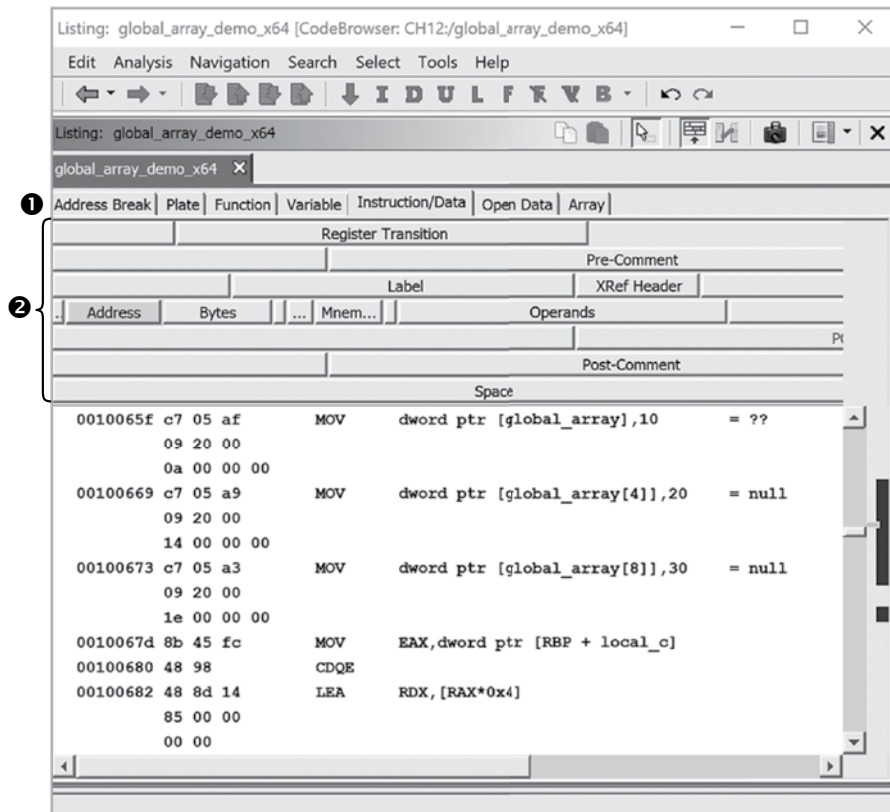 Listing: global_array_demo_x64 [CodeBrowser: CH12:/global_array_demo_x64]
Edit Analysis Navigation Search Select Tools Help
I D U L F B
Listing: global_array_demo_x64
global_array_demo_x64
❶ Address Break Plate Function Variable Instruction/Data Open Data Array
Register Transition
Pre-Comment
Label XRef Header
❷ .. Address Bytes ... Mnem... Operands
Post-Comment
Space
0010065f c7 05 af MOV dword ptr [global_array],10 = ??
09 20 00
0a 00 00 00
00100669 c7 05 a9 MOV dword ptr [global_array[4]],20 = null
09 20 00
14 00 00 00
00100673 c7 05 a3 MOV dword ptr [global_array[8]],30 = null
09 20 00
1e 00 00 00
0010067d 8b 45 fc MOV EAX,dword ptr [RBP + local_c]
00100680 48 98 CDQE
00100682 48 8d 14 LEA RDX,[RAX*0x4]
85 00 00
00 00